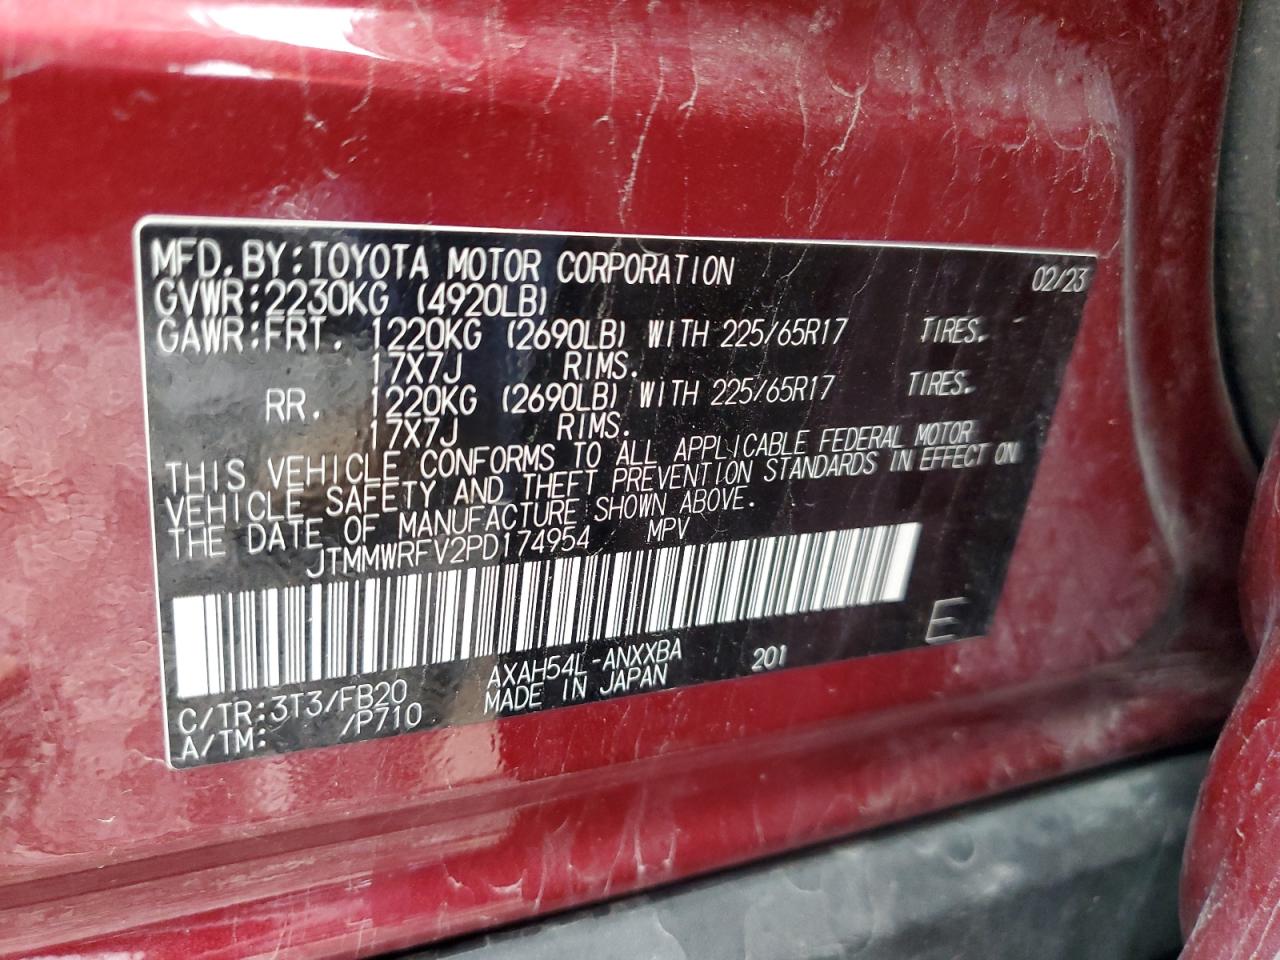 MFD. BY: TOYOTA MOTOR CORPORATION 02/23
GVWR: 2230KG (4920LB)
GAWR: FRT. 1220KG (2690LB) WITH 225/65R17 TIRES.
17X7J RIMS.
RR. 1220KG (2690LB) WITH 225/65R17 TIRES.
17X7J RIMS.
THIS VEHICLE CONFORMS TO ALL APPLICABLE FEDERAL MOTOR
VEHICLE SAFETY AND THEFT PREVENTION STANDARDS IN EFFECT ON
THE DATE OF MANUFACTURE SHOWN ABOVE.
JTMMWRFV2PD174954 MPV
E
C/TR: 3T3/FB20 AXAH54L-ANXXBA 201
A/TM: /P710 MADE IN JAPAN